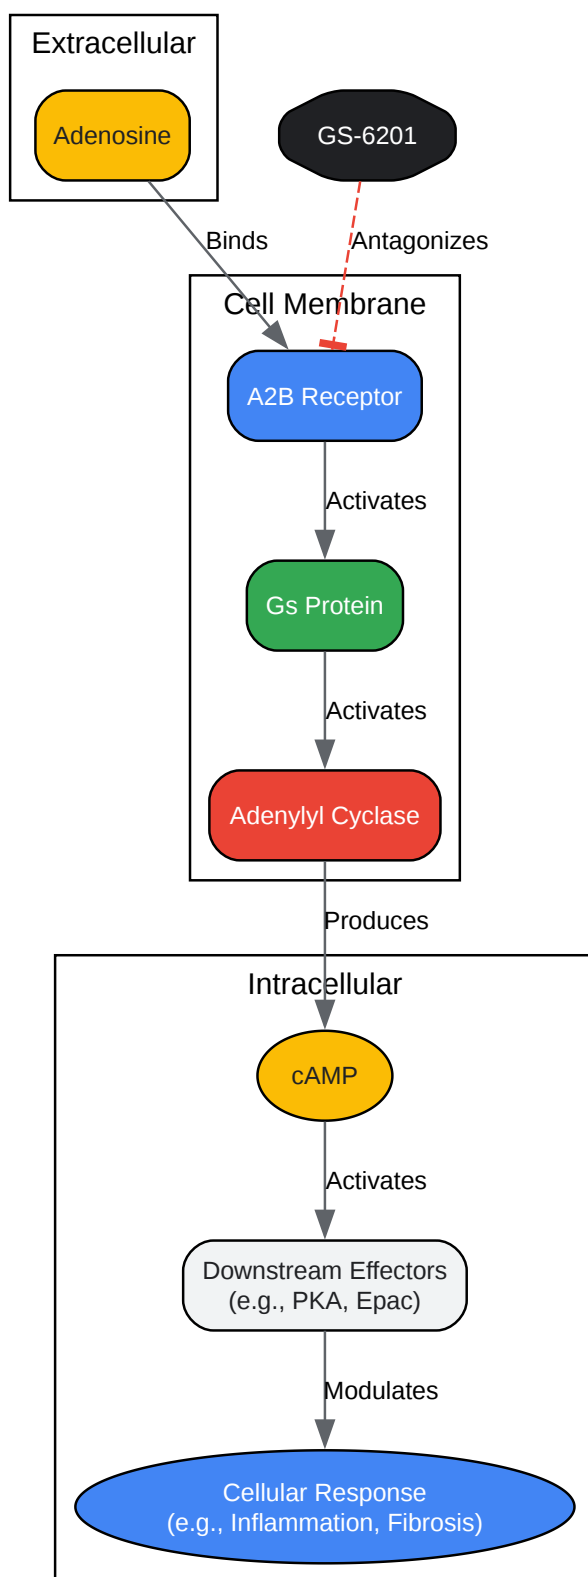 Extracellular
Adenosine
GS-6201
Binds
Antagonizes
Cell Membrane
A2B Receptor
Activates
Gs Protein
Activates
Adenylyl Cyclase
Produces
Intracellular
cAMP
Activates
Downstream Effectors
(e.g., PKA, Epac)
Modulates
Cellular Response
(e.g., Inflammation, Fibrosis)